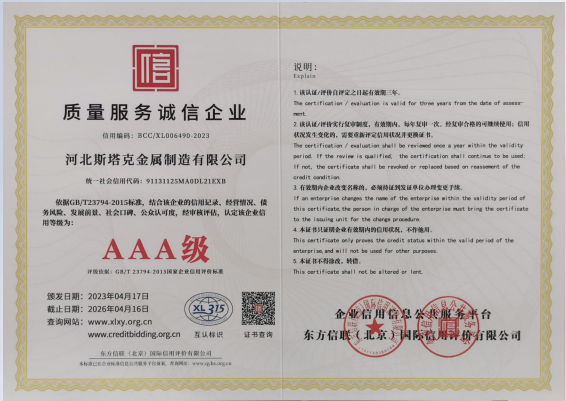 信
质量服务诚信企业
信用编码：BCC/XL006490-2023
河北斯塔克金属制造有限公司
统一社会信用代码：91131125MA0DL21EXB
依据GB/T23794-2015标准，结合该企业的信用记录、经营情况、债
务风险、发展前景、社会口碑、公众认可度，经审核评估，认定该企业信
用等级为：
AAA级
评级依据：GB/T 23794-2015国家企业信用评价标准
颁发日期：2023年04月17日
截止日期：2026年04月16日
查询网站：www.xlxy.org.cn
www.creditbidding.org.cn
XL315
互认标识
证书查询
东方信联（北京）国际信用评价有限公司
说明：
Explain
1. 该认证/评价自评定之日起有效期三年。
The certification / evaluation is valid for three years from the date of assess-
ment.
2. 该认证/评价实行复审制度，有效期内，每年复审一次，经复审合格的可继续使用；信用
状况发生变化的，需要重新评定信用状况并更换证书。
The certification / evaluation shall be reviewed once a year within the validity
period. If the review is qualified, the certification shall continue to be used;
If not, the certificate shall be revoked or replaced based on reassessment of the
credit condition.
3. 有效期内企业改变名称的，必须持证到发证单位办理变更手续。
If an enterprise changes the name of the enterprise within the validity period of
this certificate the person in charge of the enterprise must bring the certificate
to the issuing unit for the change procedure.
4. 本证书只证明企业有效期内的信用状况，不作他用。
This certificate only proves the credit status within the valid period of the
enterprise, and will not be used for other purposes.
5. 本证书不得涂改，转借。
This certificate shall not be altered or lent.
企业信用信息公共服务平台
东方信联（北京）国际信用评价有限公司